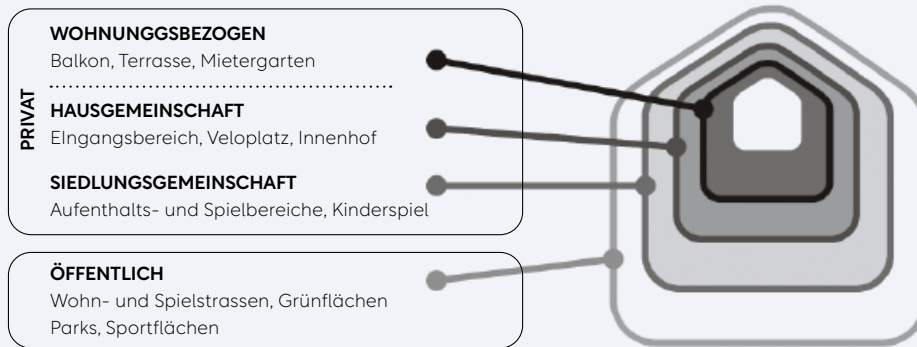 PRIVAT
WOHNUNGGSBEZOGEN
Balkon, Terrasse, Mietergarten
HAUSGEMEINSCHAFT
EIngangsbereich, Veloplatz, Innenhof
SIEDLUNGSGEMEINSCHAFT
Aufenthalts- und Spielbereiche, Kinderspiel
ÖFFENTLICH
Wohn- und Spielstrassen, Grünflächen
Parks, Sportflächen